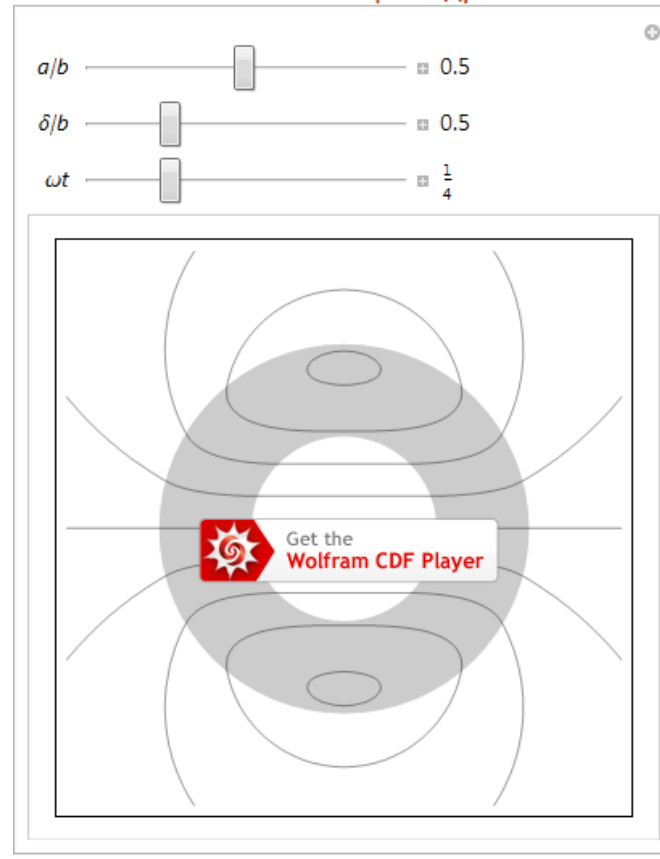 a/b 0.5
δ/b 0.5
ωt 1/4
Get the
Wolfram CDF Player